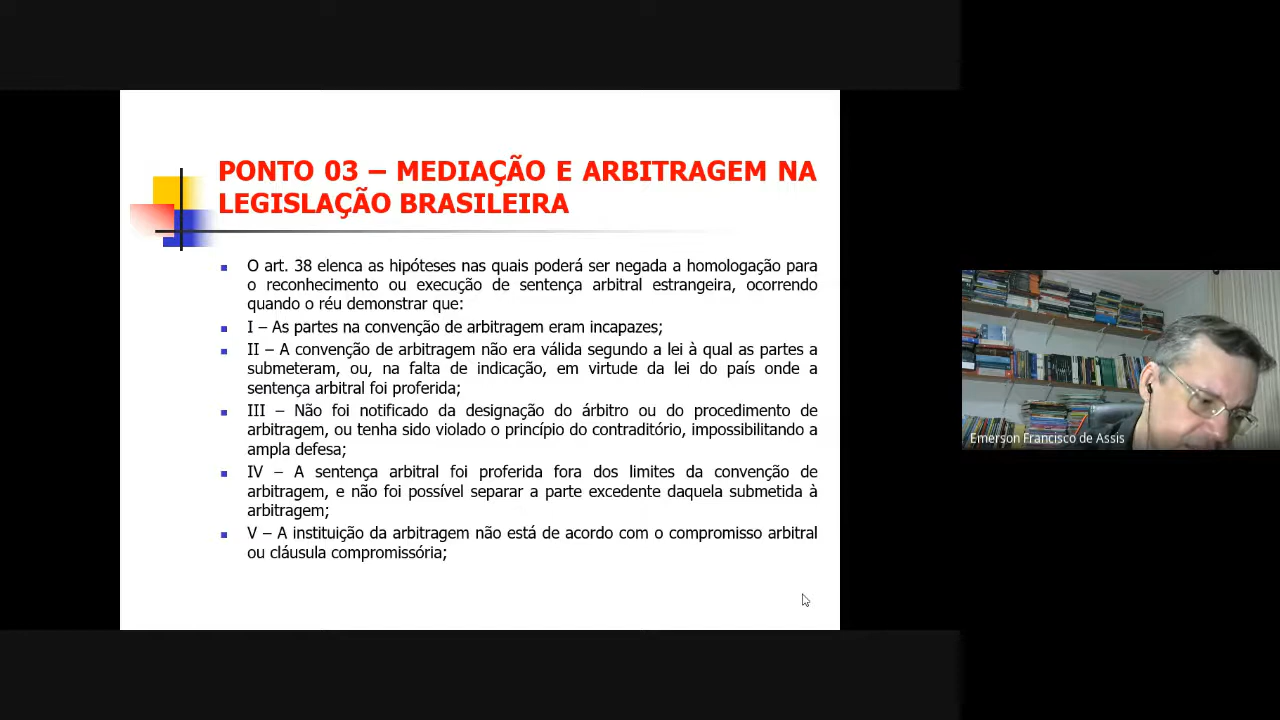 PONTO 03 – MEDIAÇÃO E ARBITRAGEM NA
LEGISLAÇÃO BRASILEIRA
O art. 38 elenca as hipóteses nas quais poderá ser negada a homologação para
o reconhecimento ou execução de sentença arbitral estrangeira, ocorrendo
quando o réu demonstrar que:
I – As partes na convenção de arbitragem eram incapazes;
II – A convenção de arbitragem não era válida segundo a lei à qual as partes a
submeteram, ou, na falta de indicação, em virtude da lei do país onde a
sentença arbitral foi proferida;
III – Não foi notificado da designação do árbitro ou do procedimento de
arbitragem, ou tenha sido violado o princípio do contraditório, impossibilitando a
ampla defesa;
IV – A sentença arbitral foi proferida fora dos limites da convenção de
arbitragem, e não foi possível separar a parte excedente daquela submetida à
arbitragem;
V – A instituição da arbitragem não está de acordo com o compromisso arbitral
ou cláusula compromissória;
Emerson Francisco de Assis